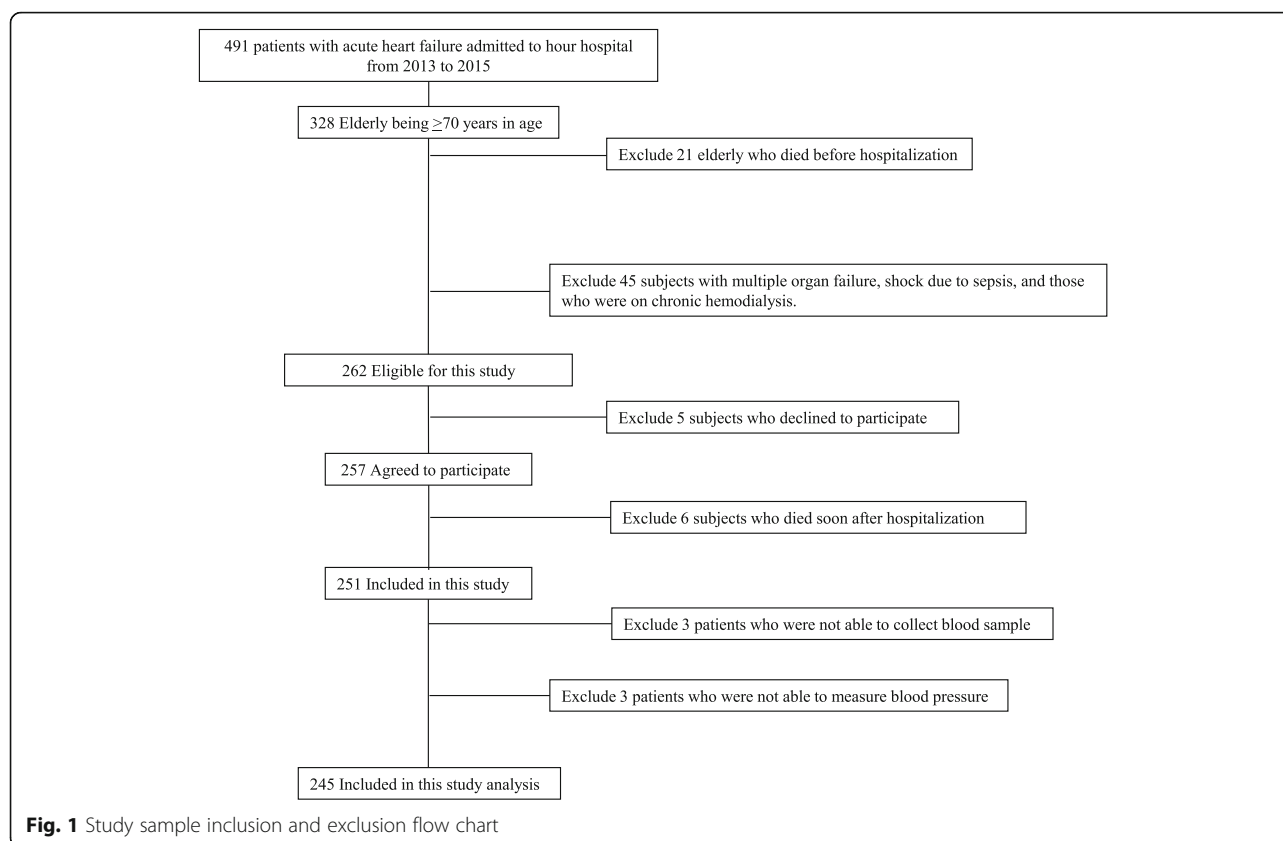 491 patients with acute heart failure admitted to hour hospital
from 2013 to 2015
328 Elderly being ≥70 years in age
Exclude 21 elderly who died before hospitalization
Exclude 45 subjects with multiple organ failure, shock due to sepsis, and those
who were on chronic hemodialysis.
262 Eligible for this study
Exclude 5 subjects who declined to participate
257 Agreed to participate
Exclude 6 subjects who died soon after hospitalization
251 Included in this study
Exclude 3 patients who were not able to collect blood sample
Exclude 3 patients who were not able to measure blood pressure
245 Included in this study analysis
Fig. 1 Study sample inclusion and exclusion flow chart